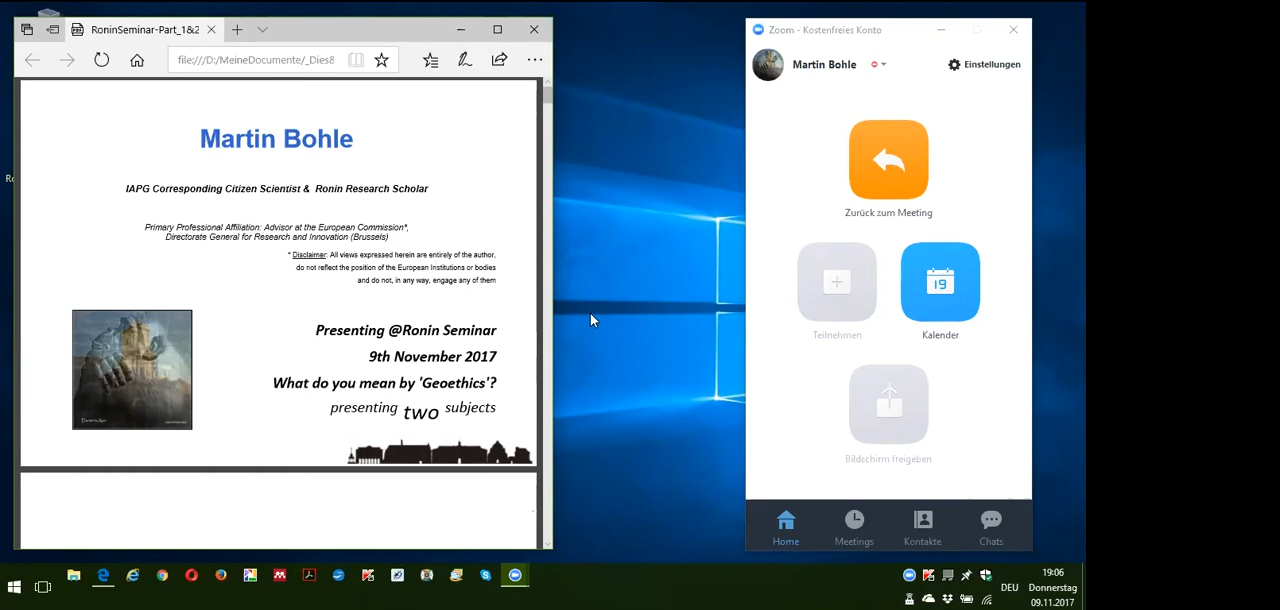 RoninSeminar-Part_1&2
file:///D:/MeineDocumente/_Dies8
Martin Bohle
IAPG Corresponding Citizen Scientist & Ronin Research Scholar
Primary Professional Affiliation: Advisor at the European Commission*,
Directorate General for Research and Innovation (Brussels)
* Disclaimer: All views expressed herein are entirely of the author,
do not reflect the position of the European Institutions or bodies
and do not, in any way, engage any of them
Presenting @Ronin Seminar
9th November 2017
What do you mean by 'Geoethics'?
presenting two subjects
Zoom - Kostenfreies Konto
Martin Bohle
Einstellungen
Zurück zum Meeting
19
Teilnehmen
Kalender
Bildschirm freigeben
Home
Meetings
Kontakte
Chats
DEU
19:06
Donnerstag
09.11.2017